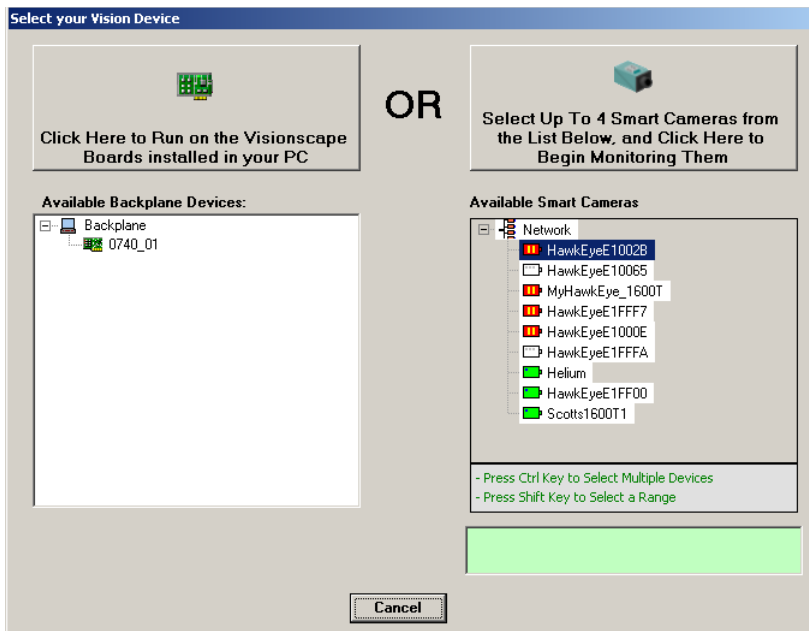 Select your Vision Device
Click Here to Run on the Visionscape
Boards installed in your PC
OR
Select Up To 4 Smart Cameras from
the List Below, and Click Here to
Begin Monitoring Them
Available Backplane Devices:
Backplane
0740_01
Available Smart Cameras
Network
HawkEyeE1002B
HawkEyeE10065
MyHawkEye_1600T
HawkEyeE1FFF7
HawkEyeE1000E
HawkEyeE1FFFA
Helium
HawkEyeE1FF00
Scotts1600T1
- Press Ctrl Key to Select Multiple Devices
- Press Shift Key to Select a Range
Cancel